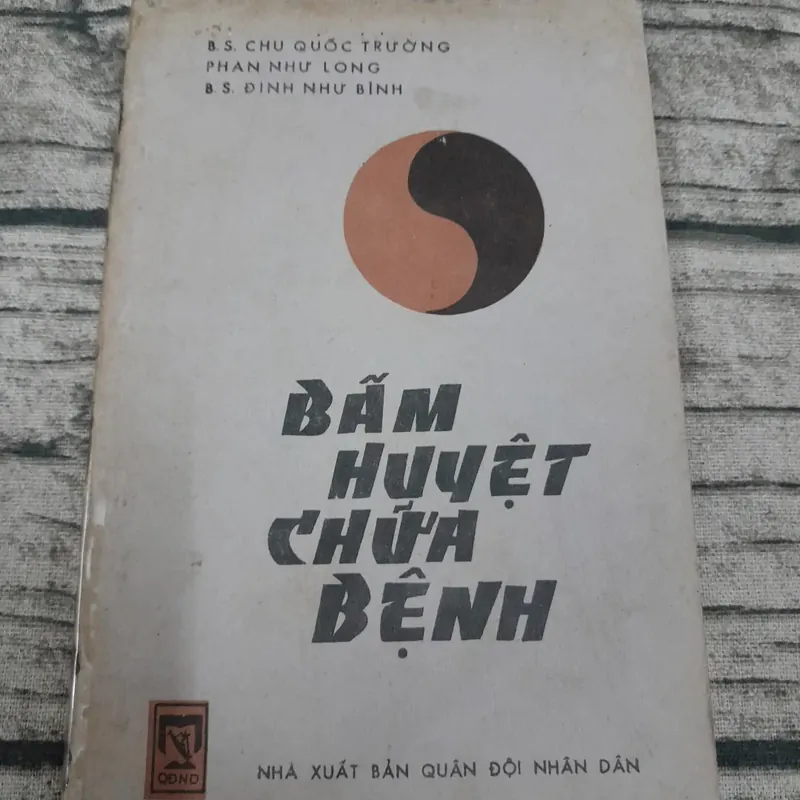 B.S. CHU QUỐC TRƯỜNG
PHAN NHƯ LONG
B.S. ĐINH NHƯ BÌNH
BẤM
HUYỆT
CHỮA
BỆNH
QĐND
NHÀ XUẤT BẢN QUÂN ĐỘI NHÂN DÂN